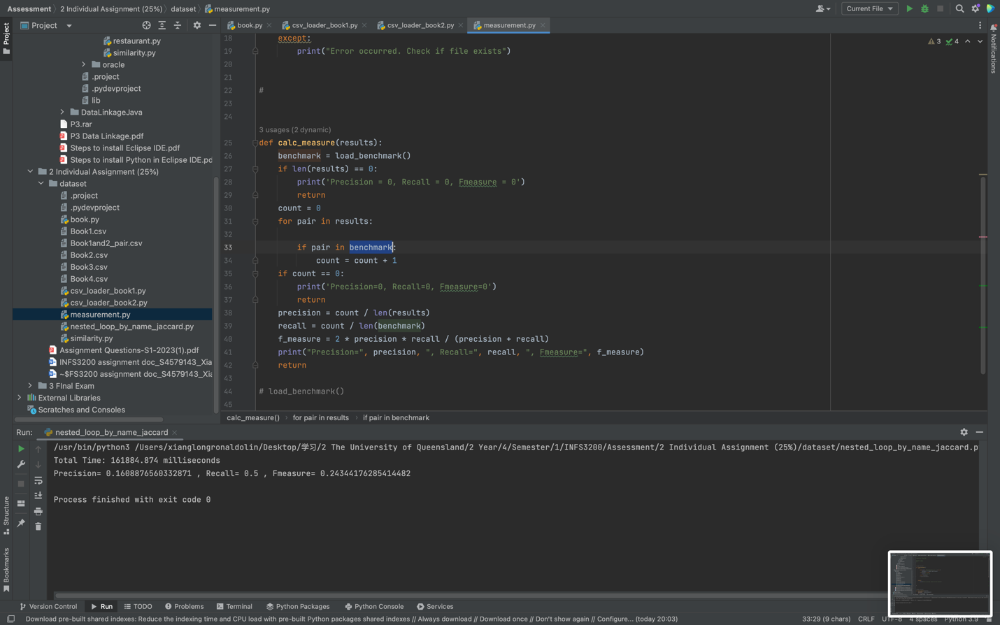 Assessment 2 Individual Assignment (25%) dataset measurement.py
Current File
Project
book.py csv_loader_book1.py csv_loader_book2.py measurement.py
Project
Notifications
restaurant.py
similarity.py
oracle
.project
.pydevproject
lib
DataLinkageJava
P3.rar
P3 Data Linkage.pdf
Steps to install Eclipse IDE.pdf
Steps to install Python in Eclipse IDE.pd
2 Individual Assignment (25%)
dataset
.project
.pydevproject
book.py
Book1.csv
Book1and2_pair.csv
Book2.csv
Book3.csv
Book4.csv
csv_loader_book1.py
csv_loader_book2.py
measurement.py
nested_loop_by_name_jaccard.py
similarity.py
Assignment Questions-S1-2023(1).pdf
INFS3200 assignment doc_S4579143_Xia
~$FS3200 assignment doc_S4579143_Xia
3 FInal Exam
External Libraries
Scratches and Consoles
3 4
18 except:
19 print("Error occurred. Check if file exists")
20
21
22 #
23
24
3 usages (2 dynamic)
25 def calc_measure(results):
26 benchmark = load_benchmark()
27 if len(results) == 0:
28 print('Precision = 0, Recall = 0, Fmeasure = 0')
29 return
30 count = 0
31 for pair in results:
32
33 if pair in benchmark:
34 count = count + 1
35 if count == 0:
36 print('Precision=0, Recall=0, Fmeasure=0')
37 return
38 precision = count / len(results)
39 recall = count / len(benchmark)
40 f_measure = 2 * precision * recall / (precision + recall)
41 print("Precision=", precision, ", Recall=", recall, ", Fmeasure=", f_measure)
42 return
43
44 # load_benchmark()
45
calc_measure() for pair in results if pair in benchmark
Run: nested_loop_by_name_jaccard
/usr/bin/python3 /Users/xianglongronaldolin/Desktop/学习/2 The University of Queensland/2 Year/4/Semester/1/INFS3200/Assessment/2 Individual Assignment (25%)/dataset/nested_loop_by_name_jaccard.p
Total Time: 161884.874 milliseconds
Precision= 0.1608876560332871 , Recall= 0.5 , Fmeasure= 0.24344176285414482
Process finished with exit code 0
Structure
Bookmarks
Version Control Run TODO Problems Terminal Python Packages Python Console Services
Download pre-built shared indexes: Reduce the indexing time and CPU load with pre-built Python packages shared indexes // Always download // Download once // Don't show again // Configure... (today 20:03) 33:29 (9 chars) CRLF UTF-8 4 spaces Python 3.9